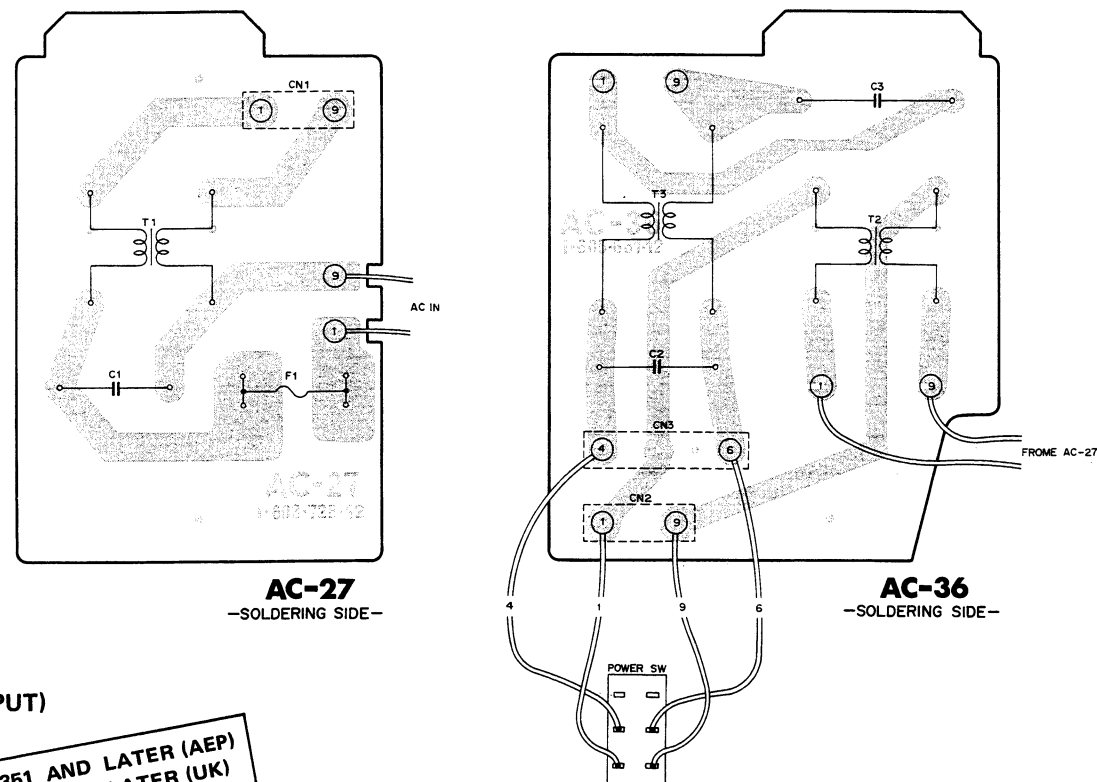 CN1
1
9
T1
9
AC IN
1
C1
F1
AC-27
AC-27
—SOLDERING SIDE—
1
9
C3
T3
T2
C2
1
9
CN3
4
6
FROME AC-27
CN2
1
9
AC-36
—SOLDERING SIDE—
4
1
9
6
POWER SW
PUT)
351 AND LATER (AEP)
ATER (UK)